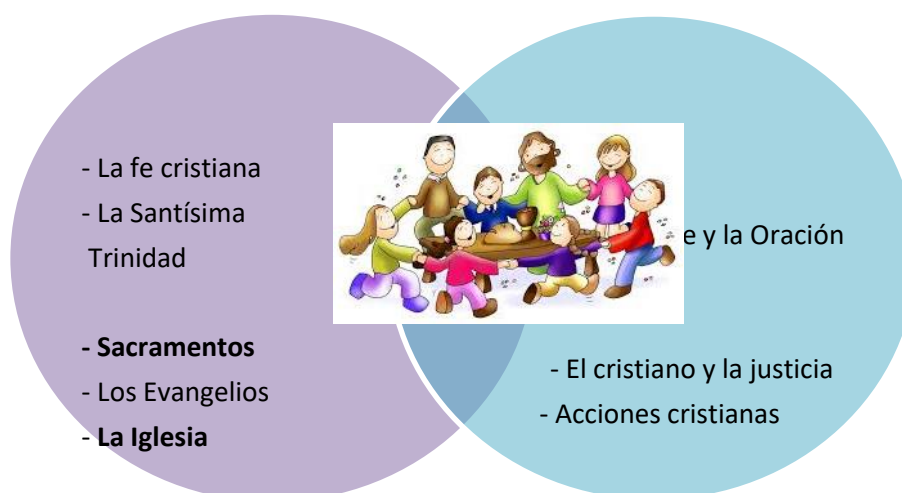 - La fe cristiana
- La Santísima
Trinidad
- Sacramentos
- Los Evangelios
- La Iglesia
e y la Oración
- El cristiano y la justicia
- Acciones cristianas